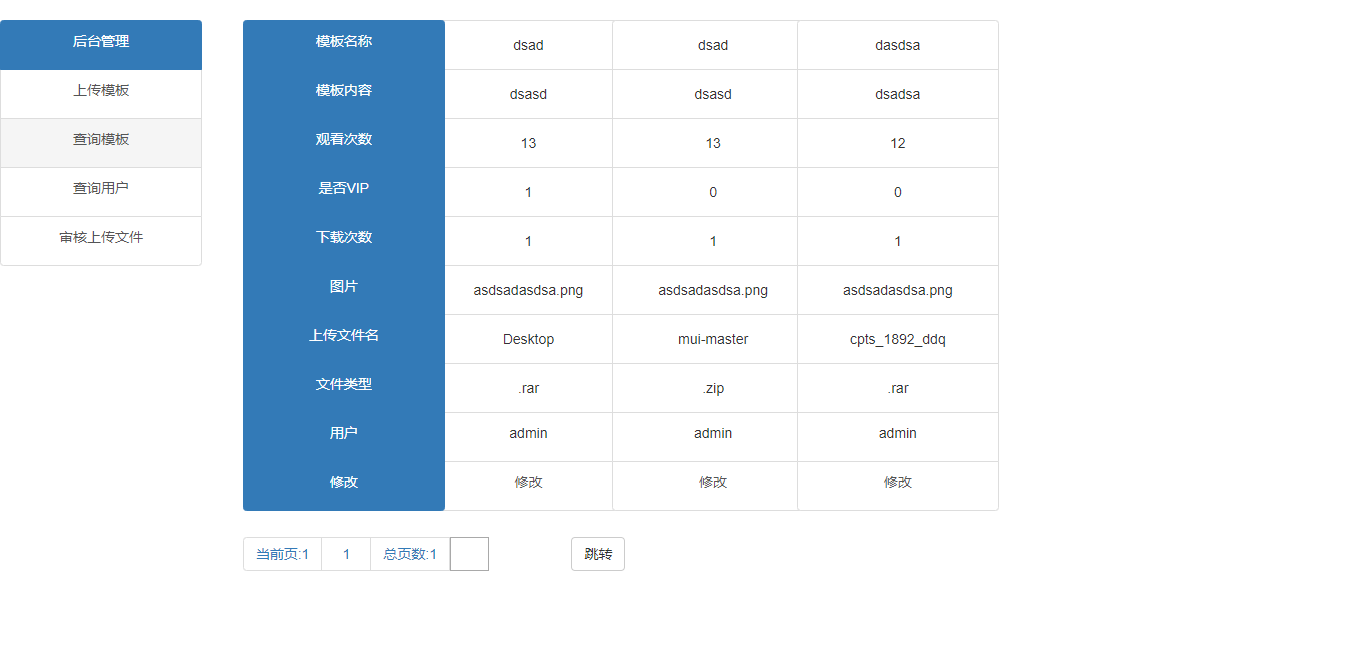 后台管理
上传模板
查询模板
查询用户
审核上传文件
模板名称 dsad dsad dasdsa
模板内容 dsasd dsasd dsadsa
观看次数 13 13 12
是否VIP 1 0 0
下载次数 1 1 1
图片 asdsadasdsa.png asdsadasdsa.png asdsadasdsa.png
上传文件名 Desktop mui-master cpts_1892_ddq
文件类型 .rar .zip .rar
用户 admin admin admin
修改 修改 修改 修改
当前页:1 1 总页数:1 跳转